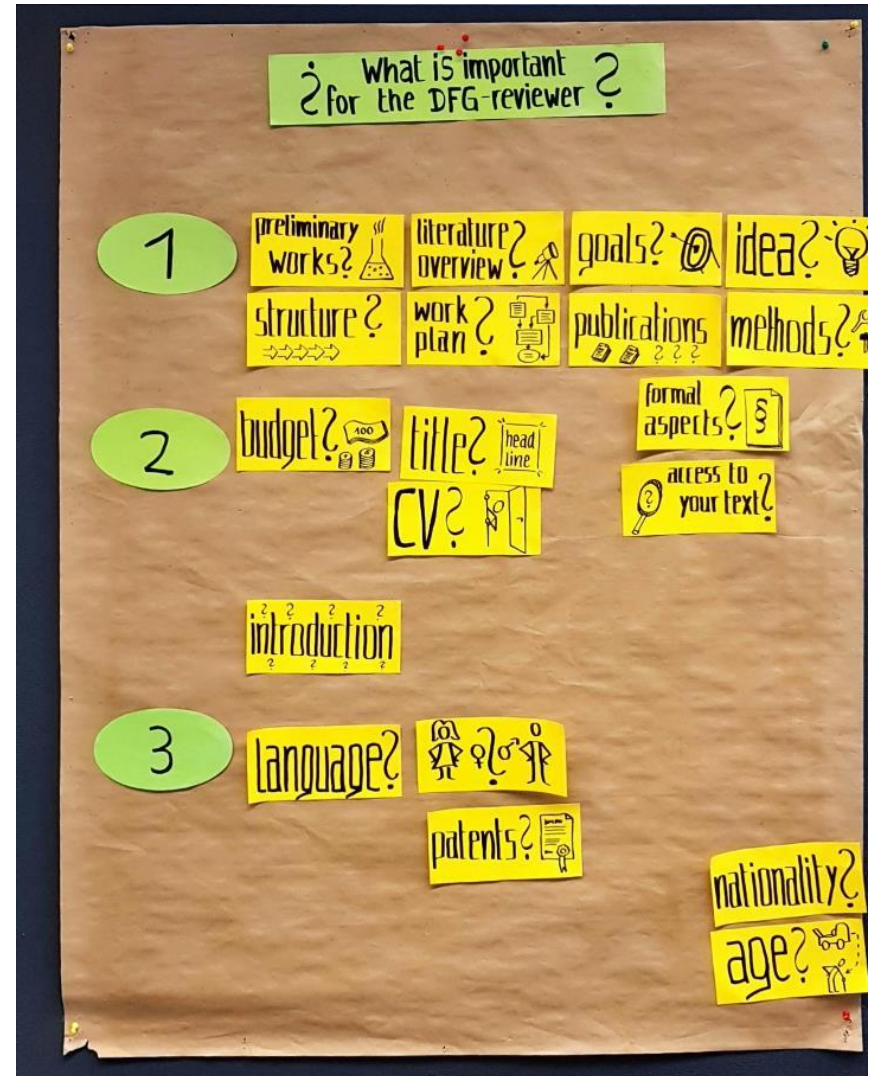 ¿ What is important ?
for the DFG-reviewer
1
preliminary
works?
literature
overview?
goals?
idea?
structure?
work
plan?
publications
? ? ?
methods?
2
budget?
100
title?
head
line
formal
aspects?
§
CV?
access to
your text?
?
? ? ? ?
introduction
? ? ? ?
3
language?
♀?♂
patents?
nationality?
age?